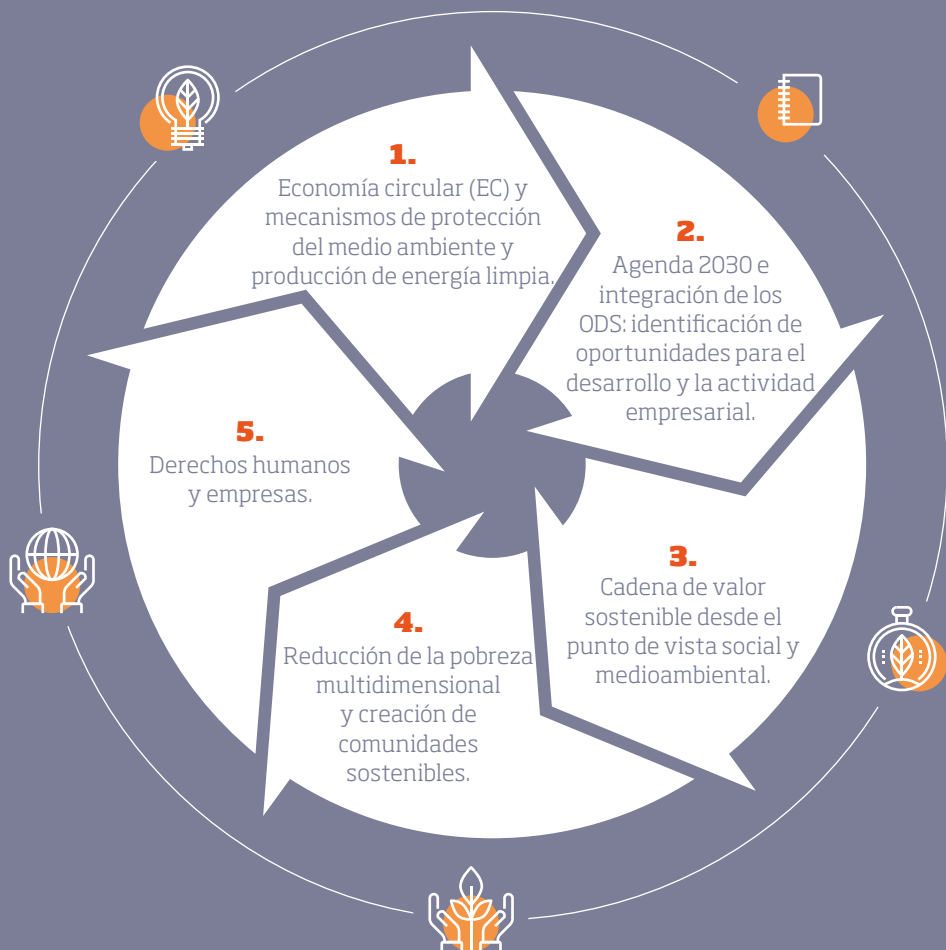 1.
Economía circular (EC) y
mecanismos de protección
del medio ambiente y
producción de energía limpia.
2.
Agenda 2030 e
integración de los
ODS: identificación de
oportunidades para el
desarrollo y la actividad
empresarial.
3.
Cadena de valor
sostenible desde el
punto de vista social y
medioambiental.
4.
Reducción de la pobreza
multidimensional
y creación de
comunidades
sostenibles.
5.
Derechos humanos
y empresas.